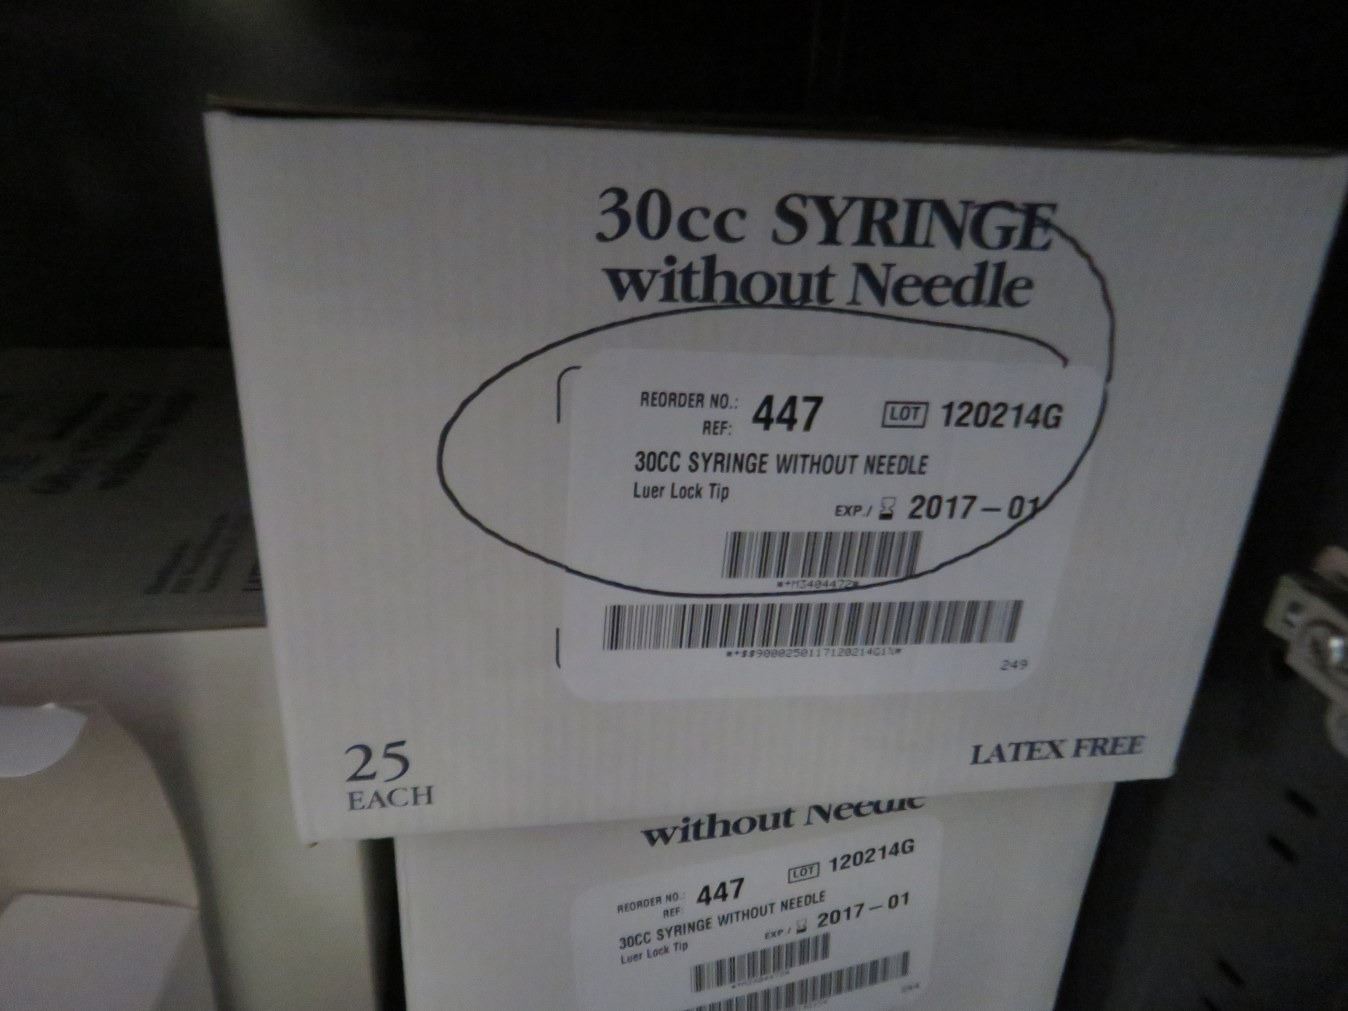 30cc SYRINGE
without Needle
REORDER NO.: 447 LOT 120214G
REF:
30CC SYRINGE WITHOUT NEEDLE
Luer Lock Tip
EXP./ 2017-01
*+M3404472*
*+$$9000250117120214G1%*
249
25
EACH
LATEX FREE
without Needle
REORDER NO.: 447 LOT 120214G
REF:
30CC SYRINGE WITHOUT NEEDLE
Luer Lock Tip
EXP./ 2017-01